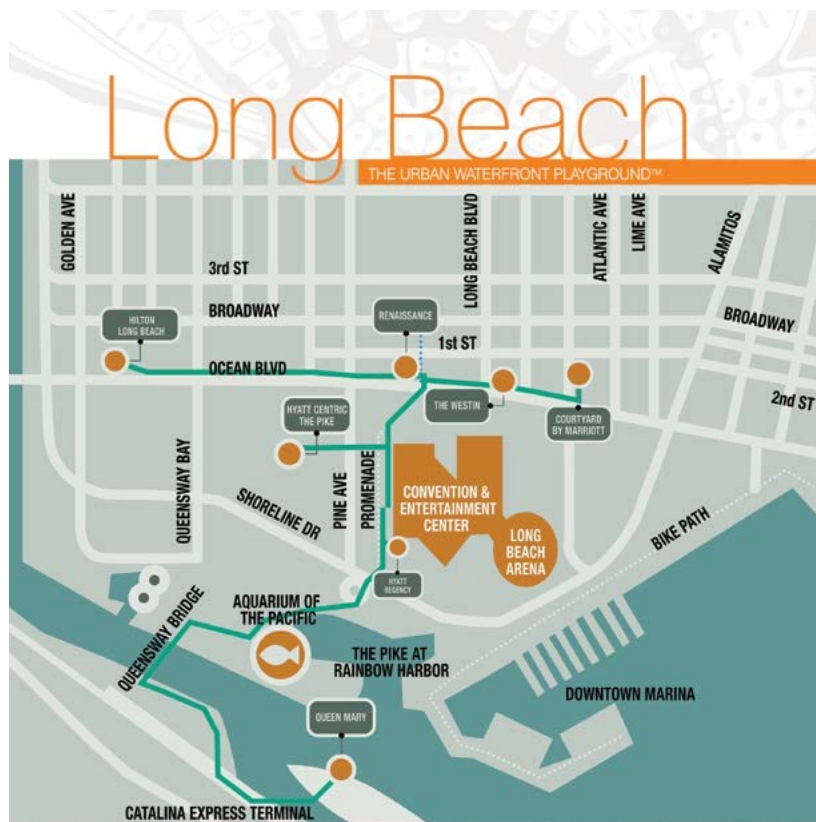 Long Beach
THE URBAN WATERFRONT PLAYGROUND™
GOLDEN AVE
LONG BEACH BLVD
ATLANTIC AVE
LIME AVE
ALAMITOS
3rd ST
BROADWAY
HILTON
LONG BEACH
RENAISSANCE
1st ST
BROADWAY
OCEAN BLVD
2nd ST
THE WESTIN
COURTYARD
BY MARRIOTT
HYATT CENTRIC
THE PIKE
QUEENSWAY BAY
SHORELINE DR
PINE AVE
PROMENADE
CONVENTION &
ENTERTAINMENT
CENTER
LONG
BEACH
ARENA
BIKE PATH
HYATT
REGENCY
AQUARIUM OF
THE PACIFIC
QUEENSWAY BRIDGE
THE PIKE AT
RAINBOW HARBOR
DOWNTOWN MARINA
QUEEN MARY
CATALINA EXPRESS TERMINAL